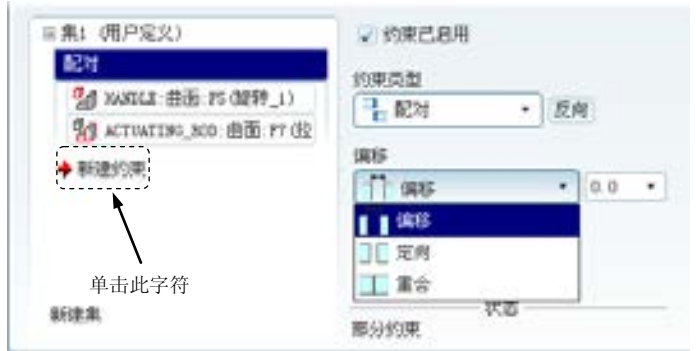 集1 (用户定义)
配对
HANDLE:曲面:F5(旋转_1)
ACTUATING_ROD:曲面:F7(拉
新建约束
单击此字符
新建集
约束已启用
约束类型
配对
反向
偏移
偏移
0.0
偏移
定向
重合
状态
部分约束